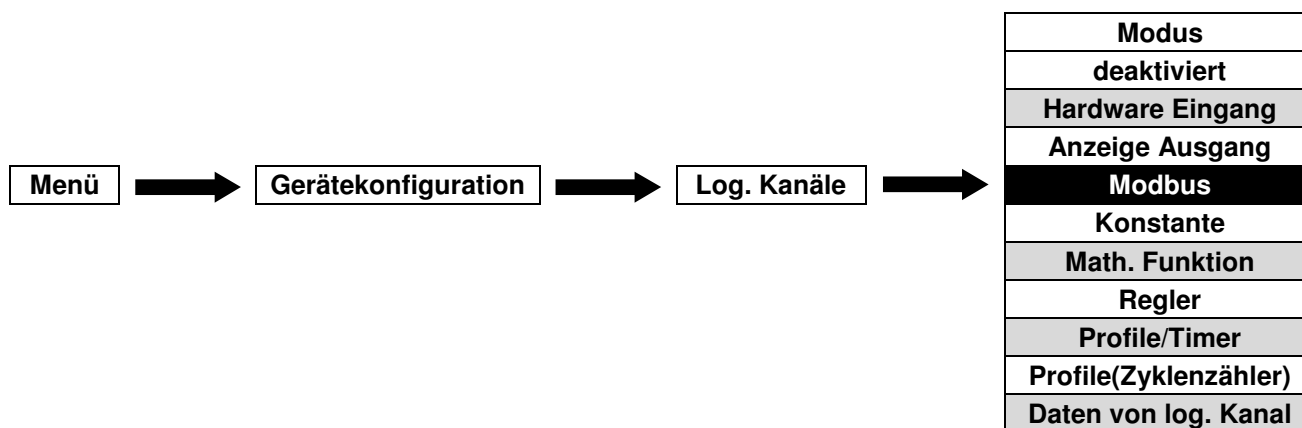 Modus
deaktiviert
Hardware Eingang
Anzeige Ausgang
Menü Gerätekonfiguration Log. Kanäle Modbus
Konstante
Math. Funktion
Regler
Profile/Timer
Profile(Zyklenzähler)
Daten von log. Kanal